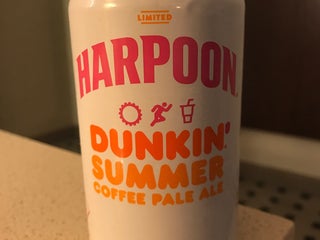 LIMITED
HARPOON
DUNKIN'
SUMMER
COFFEE PALE ALE